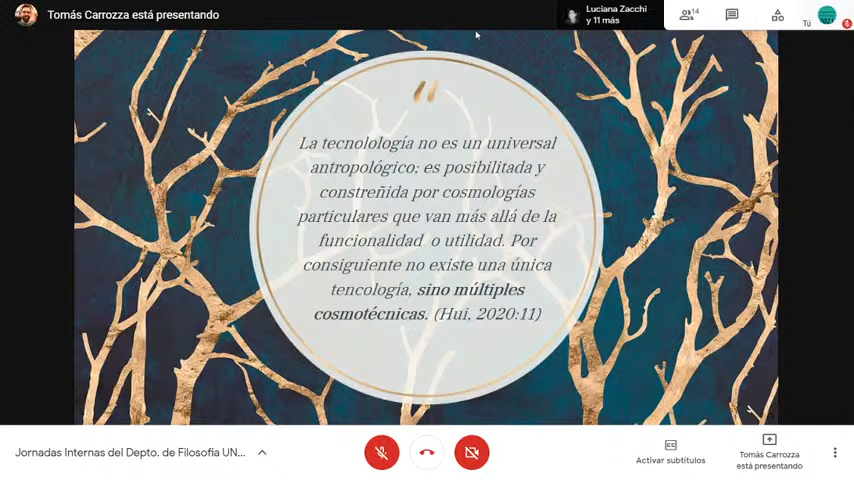 Tomás Carrozza está presentando
Luciana Zacchi
y 11 más
14
Tú
“
La tecnolología no es un universal
antropológico; es posibilitada y
constreñida por cosmologías
particulares que van más allá de la
funcionalidad o utilidad. Por
consiguiente no existe una única
tencología, sino múltiples
cosmotécnicas. (Hui, 2020:11)
Jornadas Internas del Depto. de Filosofia UN...
Activar subtítulos
Tomás Carrozza
está presentando